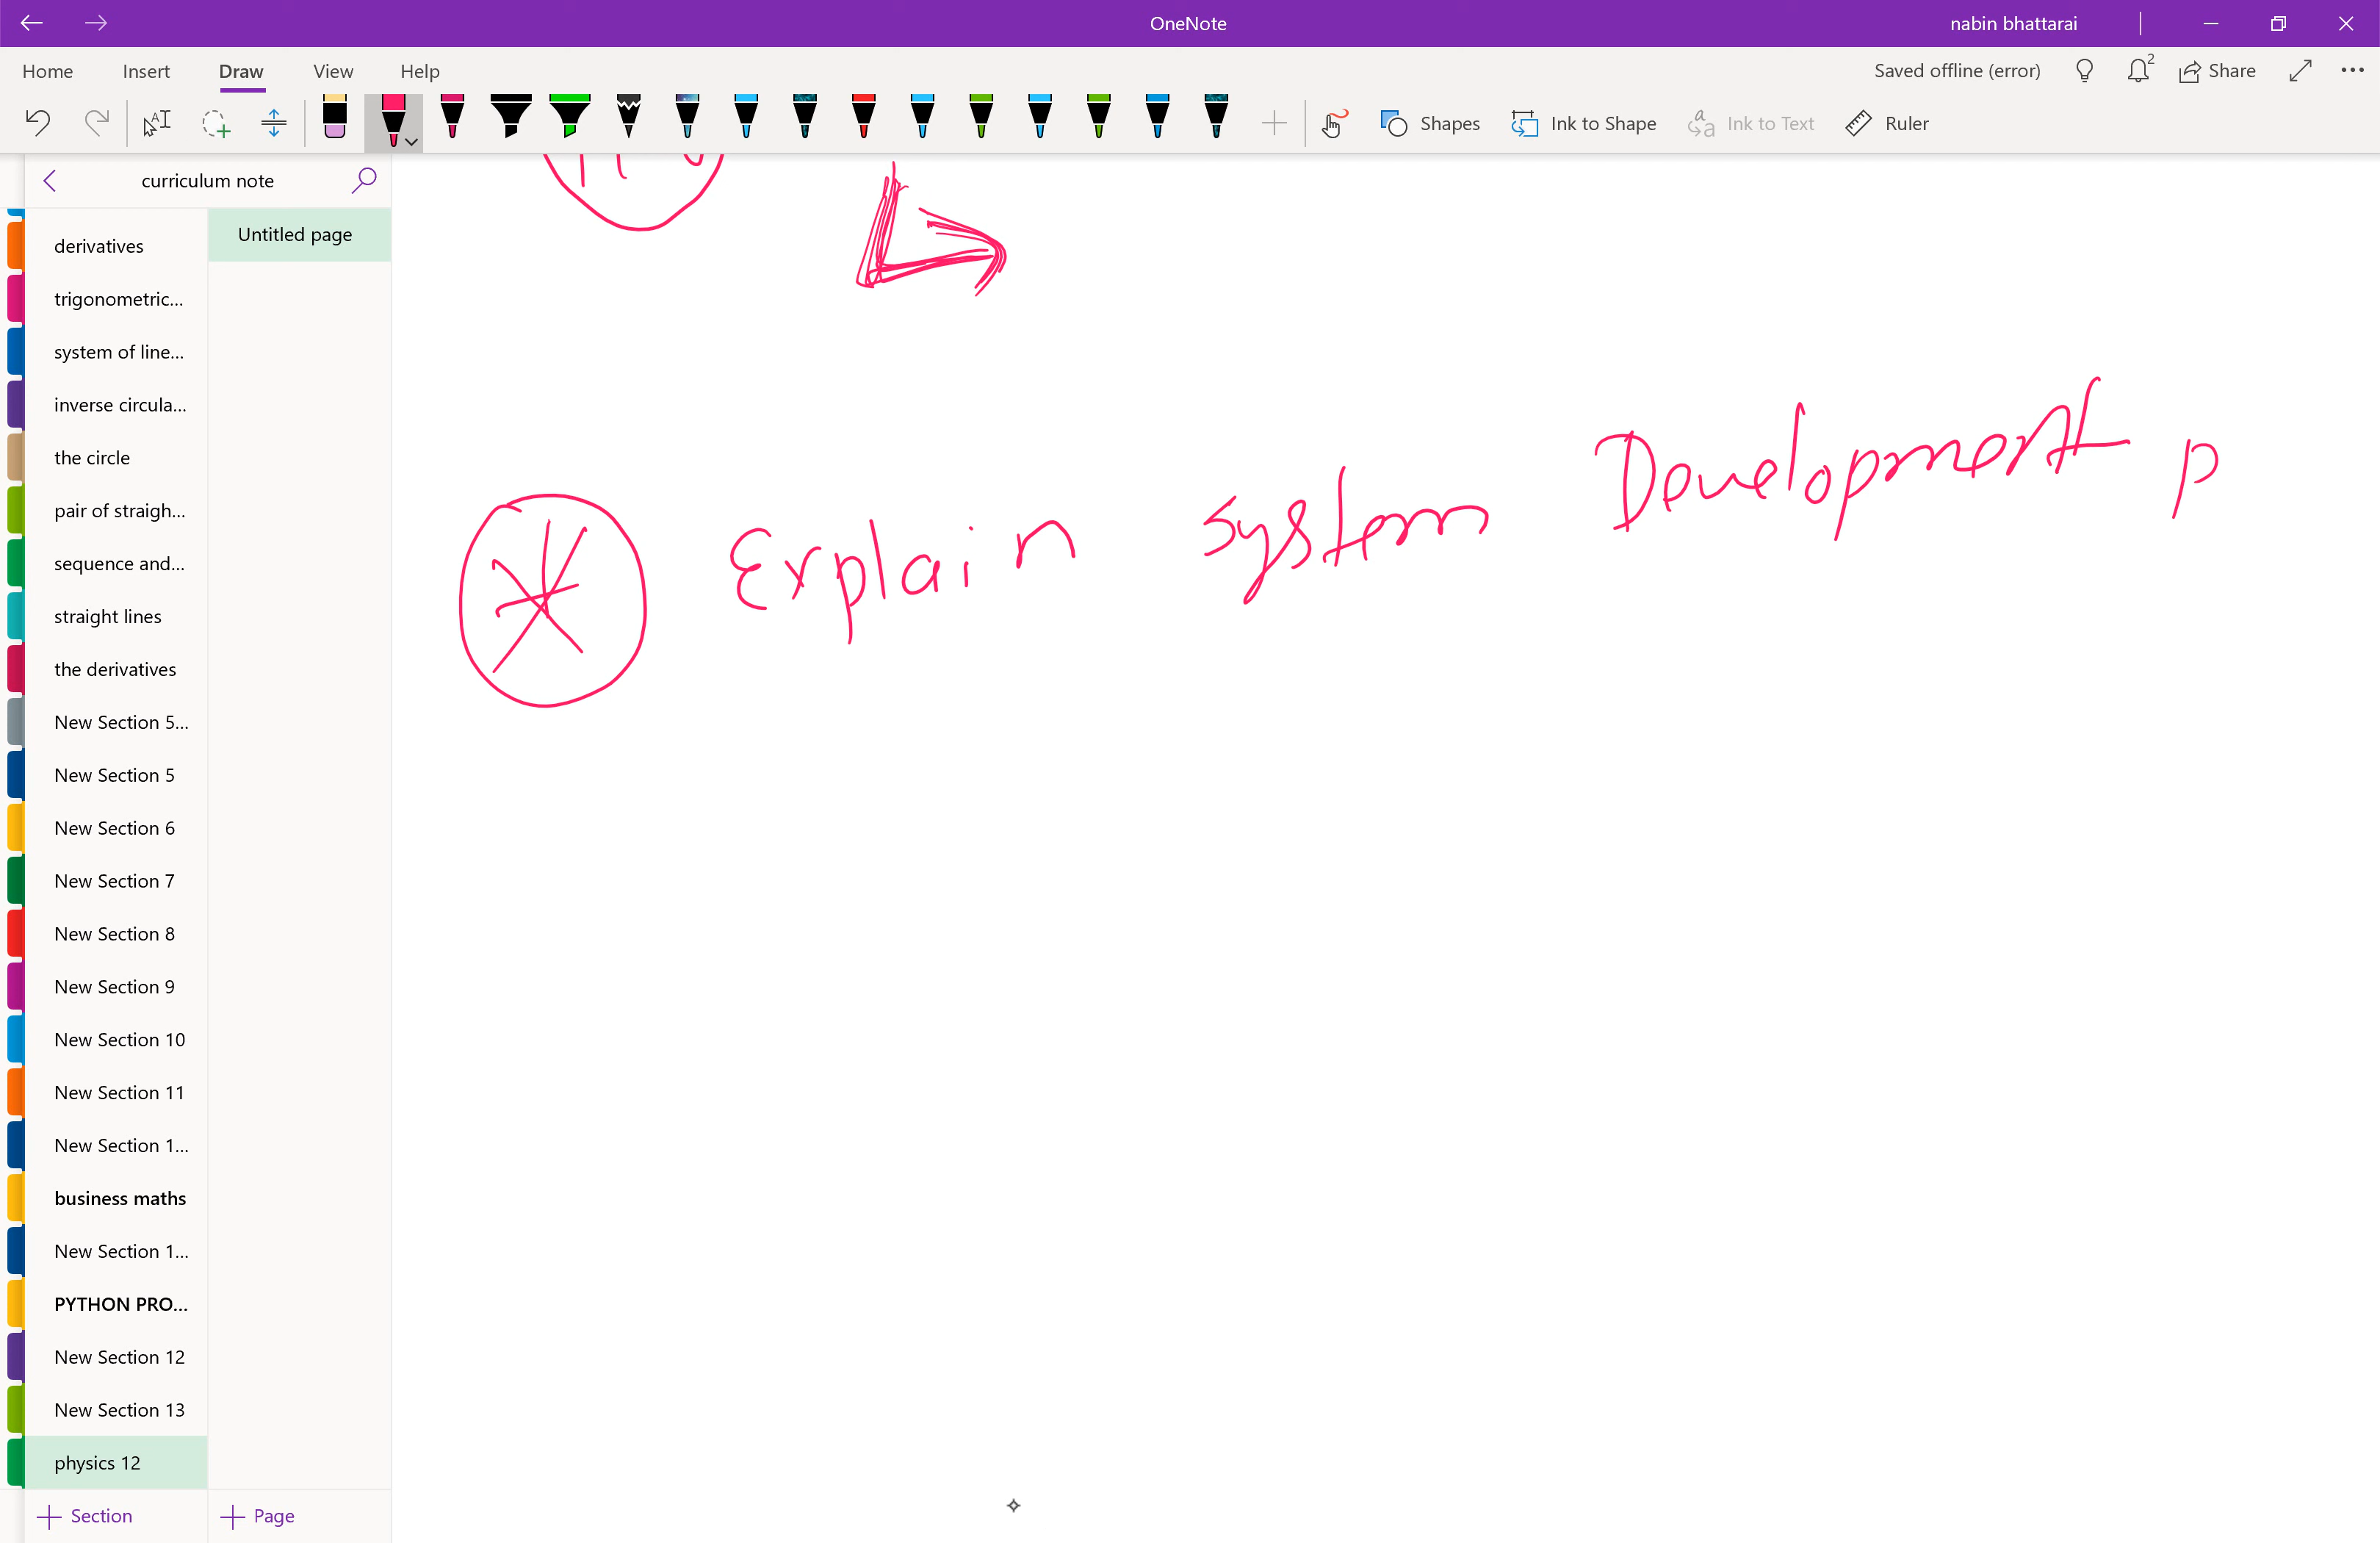 OneNote
nabin bhattarai
Home Insert Draw View Help
Saved offline (error)
2
Share
Shapes
Ink to Shape
Ink to Text
Ruler
curriculum note
derivatives
trigonometric...
system of line...
inverse circula...
the circle
pair of straigh...
sequence and...
straight lines
the derivatives
New Section 5...
New Section 5
New Section 6
New Section 7
New Section 8
New Section 9
New Section 10
New Section 11
New Section 1...
business maths
New Section 1...
PYTHON PRO...
New Section 12
New Section 13
physics 12
Section
Untitled page
Page
Explain System Development p